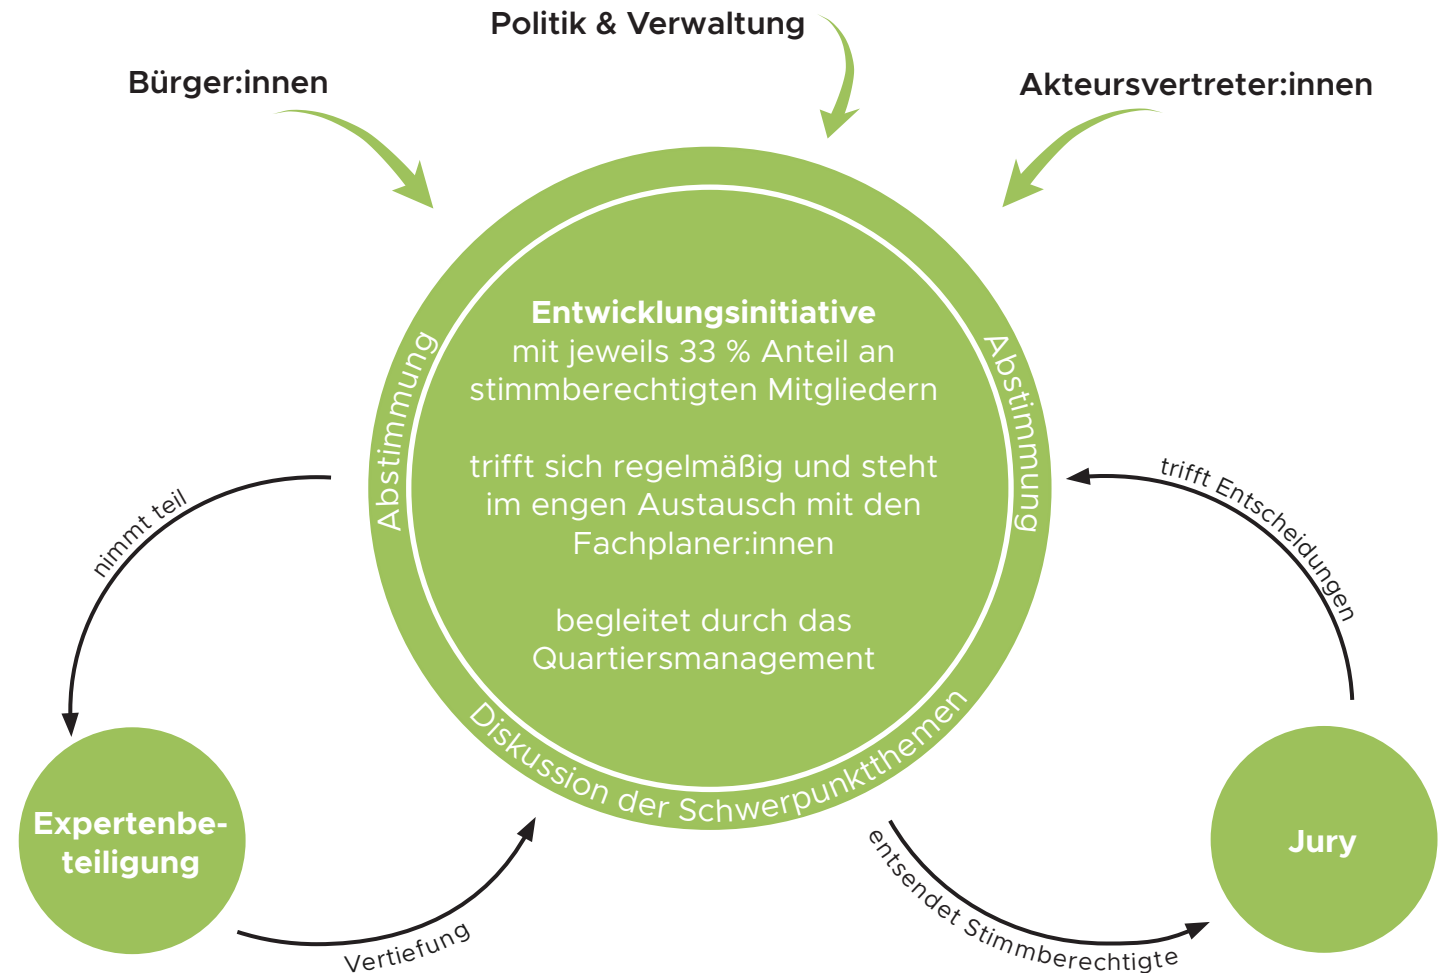 Politik & Verwaltung
Bürger:innen
Akteursvertreter:innen
Entwicklungsinitiative
mit jeweils 33 % Anteil an
stimmberechtigten Mitgliedern
trifft sich regelmäßig und steht
im engen Austausch mit den
Fachplaner:innen
begleitet durch das
Quartiersmanagement
Abstimmung
Abstimmung
Diskussion der Schwerpunktthemen
nimmt teil
trifft Entscheidungen
Expertenbe-
teiligung
Jury
Vertiefung
entsendet Stimmberechtigte